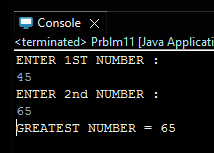 Console
<terminated> Prblm11 [Java Applicati
ENTER 1ST NUMBER :
45
ENTER 2nd NUMBER :
65
GREATEST NUMBER = 65